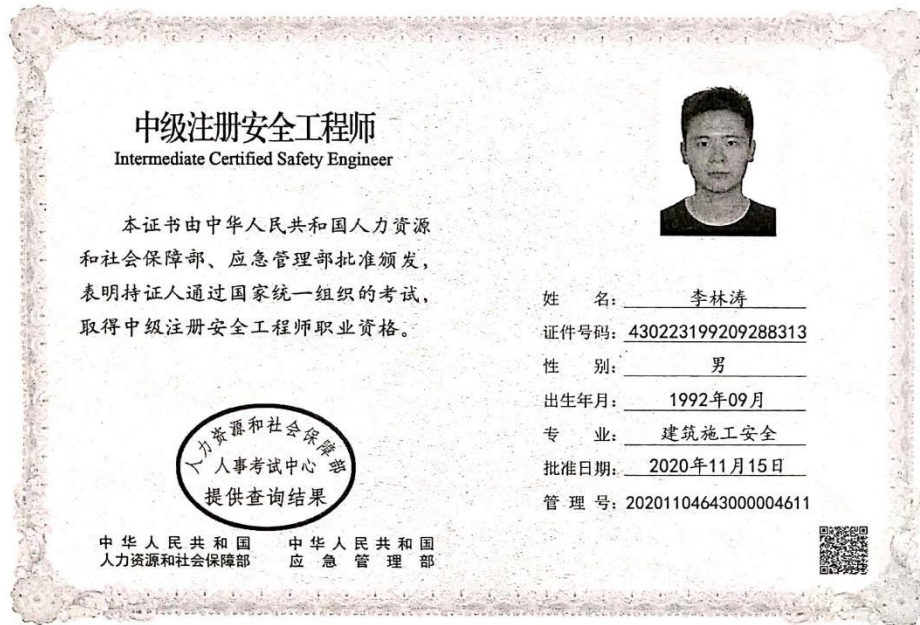 中级注册安全工程师
Intermediate Certified Safety Engineer
本证书由中华人民共和国人力资源
和社会保障部、应急管理部批准颁发，
表明持证人通过国家统一组织的考试，
取得中级注册安全工程师职业资格。
人力资源和社会保障部
人事考试中心
提供查询结果
中华人民共和国
人力资源和社会保障部
中华人民共和国
应急管理部
姓 名：李林涛
证件号码：430223199209288313
性 别：男
出生年月：1992年09月
专 业：建筑施工安全
批准日期：2020年11月15日
管 理 号：20201104643000004611